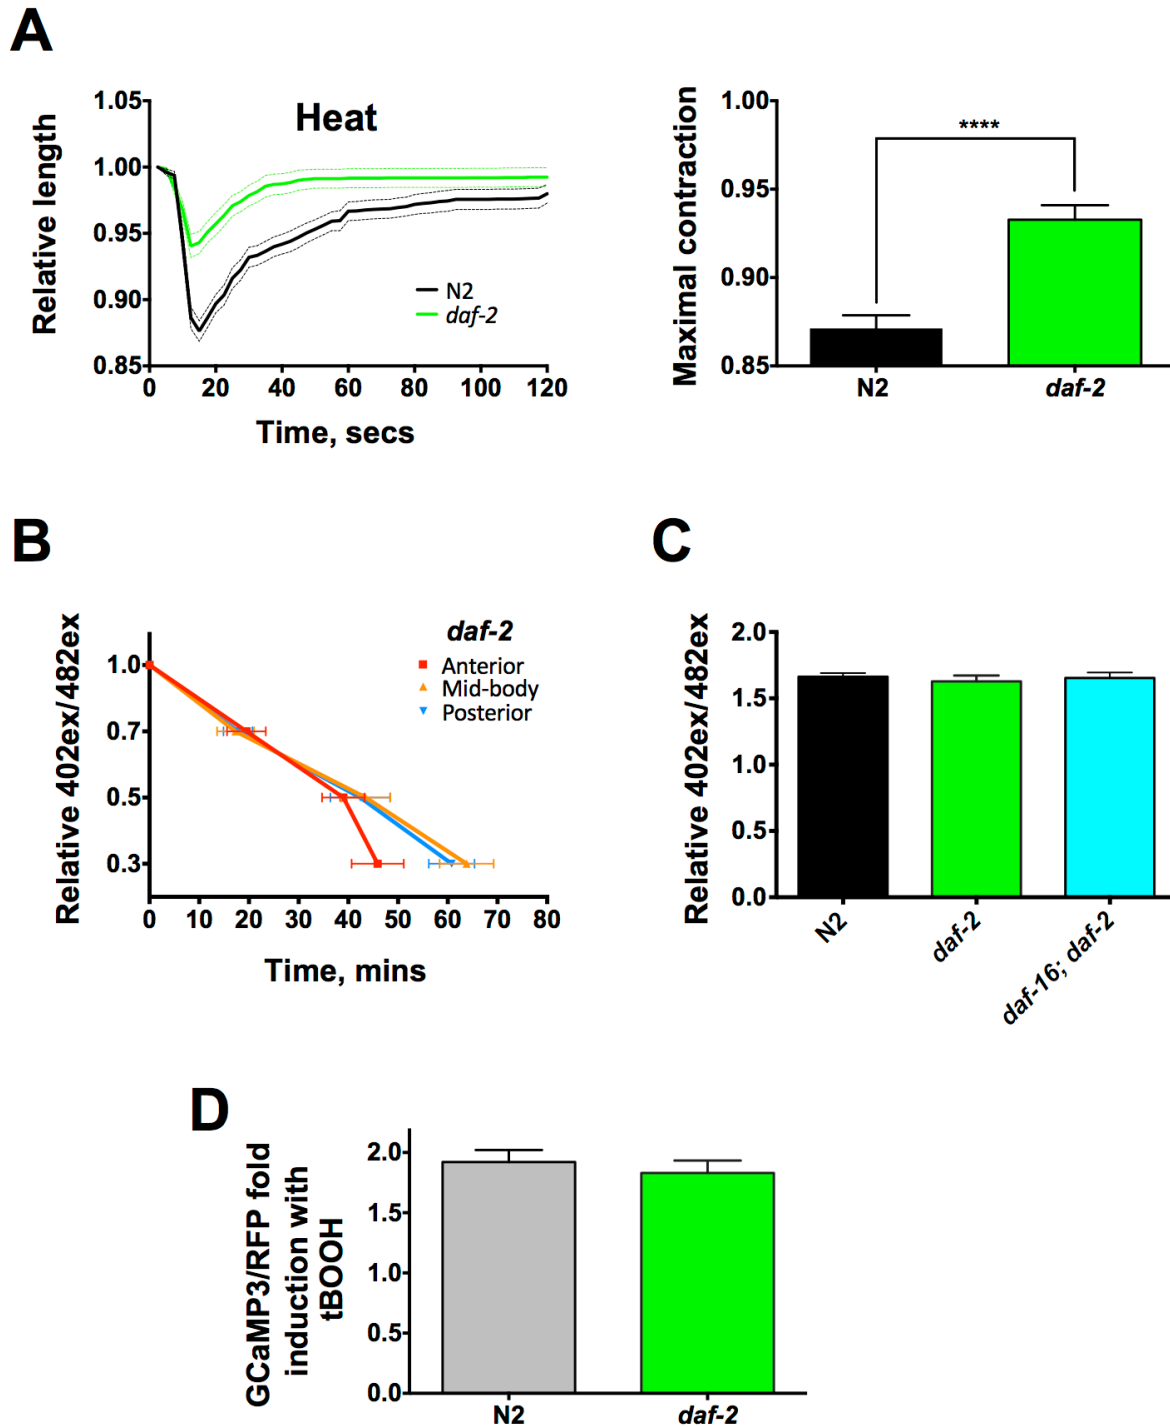 A
Heat
Relative length
1.05
1.00
0.95
0.90
0.85
0
20
40
60
80
100
120
Time, secs
N2
daf-2
Maximal contraction
1.00
0.95
0.90
0.85
****
N2
daf-2
B
Relative 402ex/482ex
1.0
0.7
0.5
0.3
0
10
20
30
40
50
60
70
80
Time, mins
daf-2
Anterior
Mid-body
Posterior
C
Relative 402ex/482ex
2.0
1.5
1.0
0.5
0.0
N2
daf-2
daf-16; daf-2
D
GCaMP3/RFP fold
induction with
tBOOH
2.0
1.5
1.0
0.5
0.0
N2
daf-2